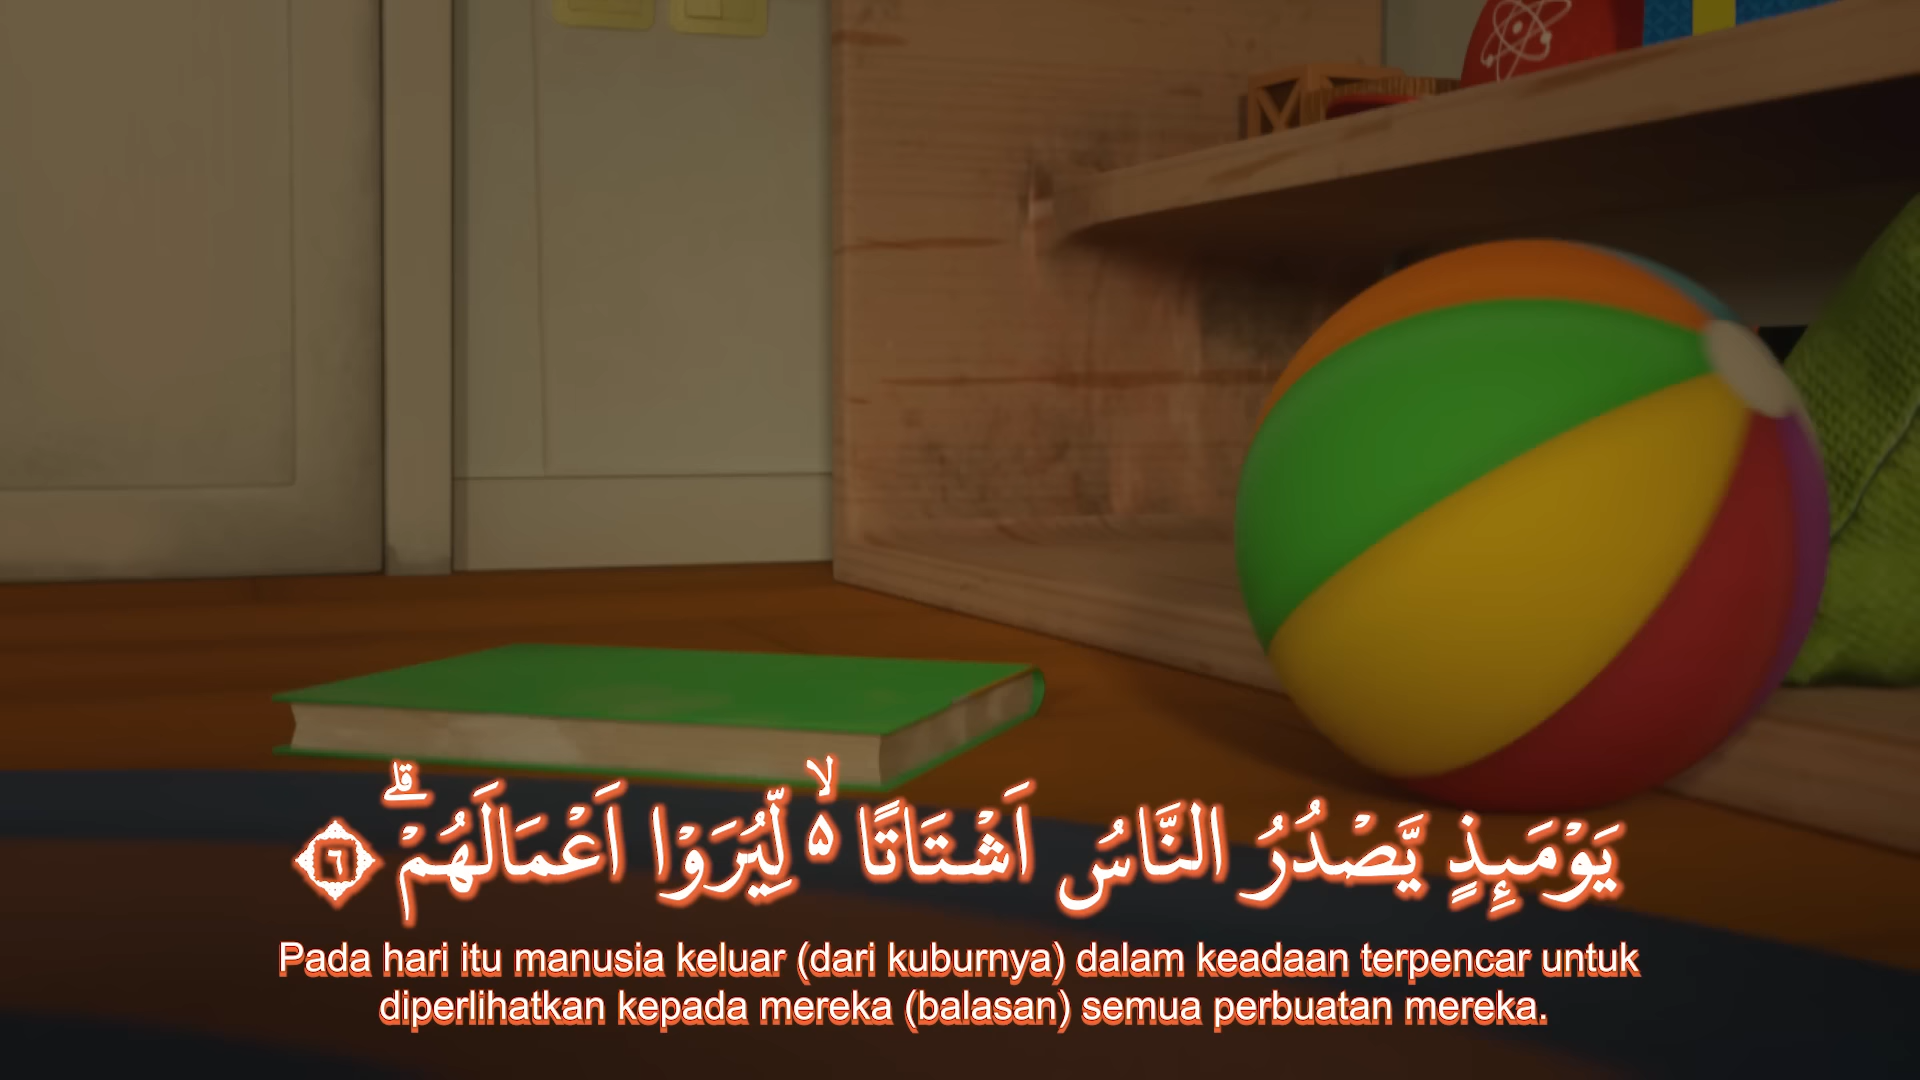 يَوْمَىِٕذٍ يَّصْدُرُ النَّاسُ اَشْتَاتًا ەۙ لِّيُرَوْا اَعْمَالَهُمْۗ ٦
Pada hari itu manusia keluar (dari kuburnya) dalam keadaan terpencar untuk
diperlihatkan kepada mereka (balasan) semua perbuatan mereka.